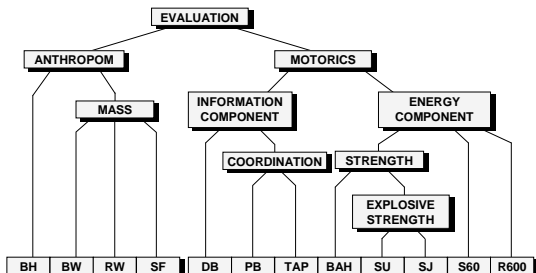 EVALUATION
ANTHROPOM
MOTORICS
MASS
INFORMATION
COMPONENT
ENERGY
COMPONENT
COORDINATION
STRENGTH
EXPLOSIVE
STRENGTH
BH BW RW SF DB PB TAP BAH SU SJ S60 R600